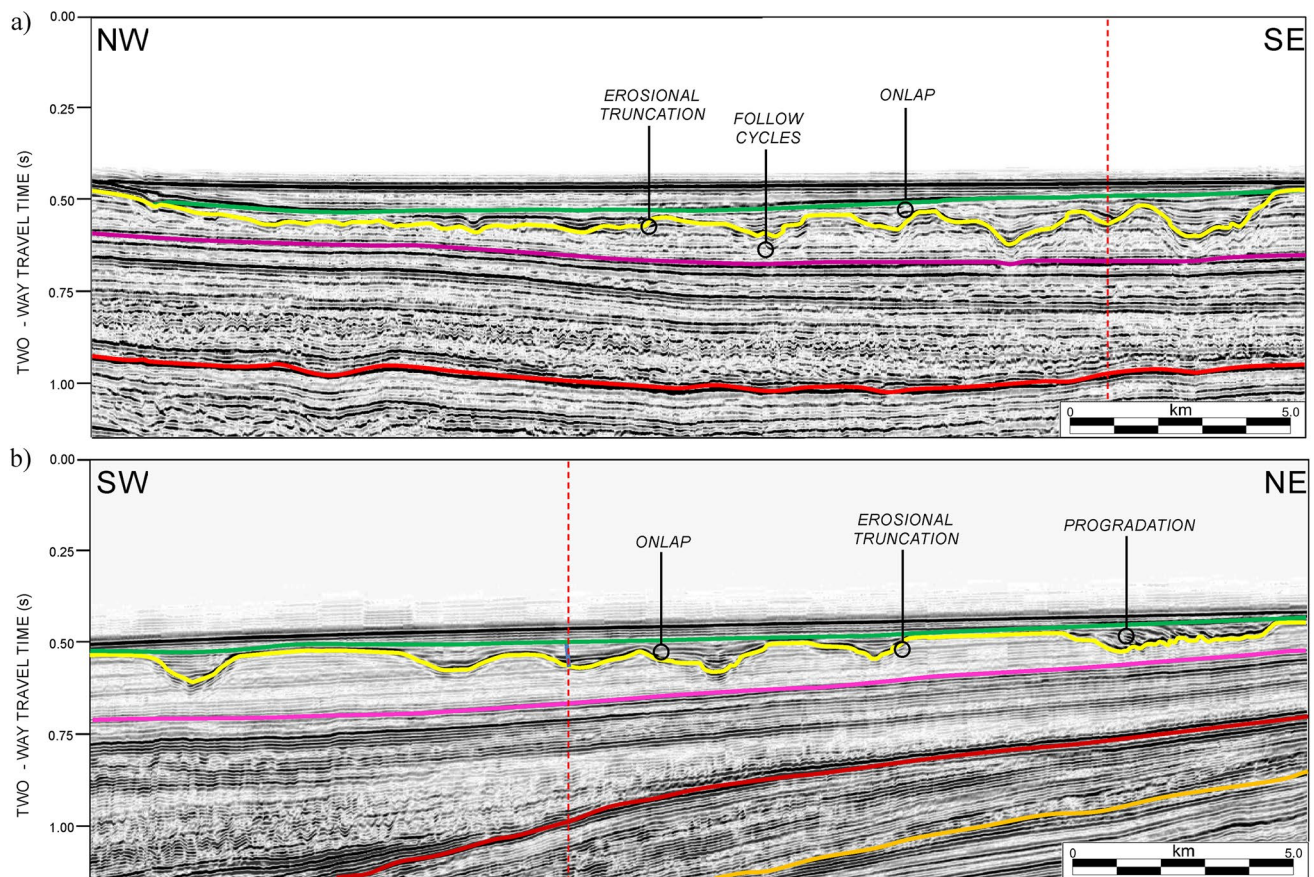 a)
0.00
NW
SE
EROSIONAL
TRUNCATION
FOLLOW
CYCLES
ONLAP
0.25
0.50
0.75
1.00
TWO - WAY TRAVEL TIME (s)
0
km
5.0
b)
0.00
SW
NE
ONLAP
EROSIONAL
TRUNCATION
PROGRADATION
0.25
0.50
0.75
1.00
TWO - WAY TRAVEL TIME (s)
0
km
5.0